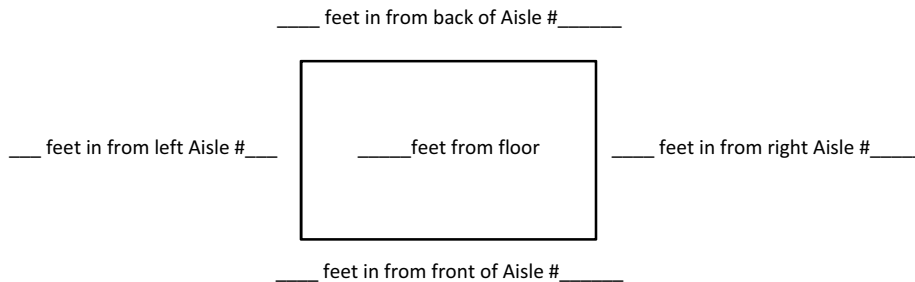 ____ feet in from back of Aisle #______
___ feet in from left Aisle #___ _____feet from floor ____ feet in from right Aisle #____
____ feet in from front of Aisle #______